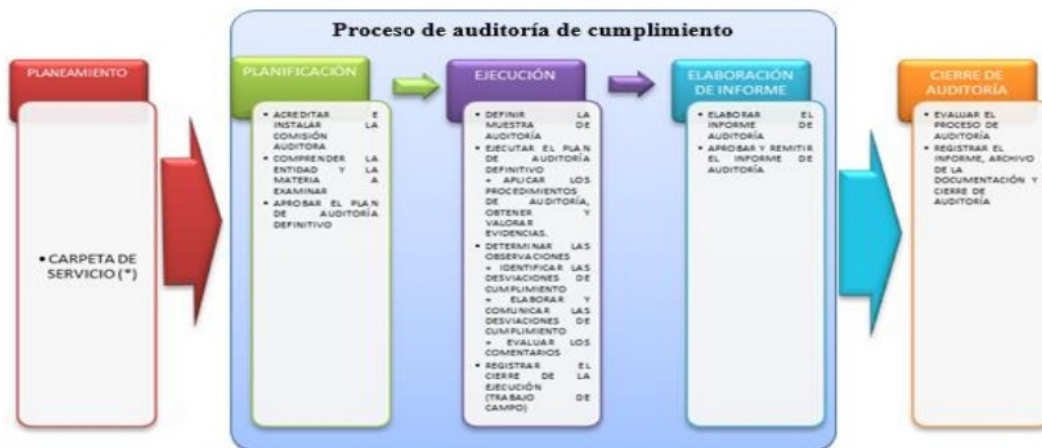 Proceso de auditoría de cumplimiento
PLANEAMIENTO
• CARPETA DE
SERVICIO (*)
PLANIFICACIÓN
• ACREDITAR E
INSTALAR LA
COMISIÓN
AUDITORA
• COMPRENDER LA
ENTIDAD Y LA
MATERIA A
EXAMINAR
• APROBAR EL PLAN
DE AUDITORÍA
DEFINITIVO
EJECUCIÓN
• DEFINIR LA
MUESTRA DE
AUDITORÍA
• EJECUTAR EL PLAN
DE AUDITORÍA
DEFINITIVO
= APLICAR LOS
PROCEDIMIENTOS
DE AUDITORÍA,
OBTENER Y
VALORAR
EVIDENCIAS.
• DETERMINAR LAS
OBSERVACIONES
= IDENTIFICAR LAS
DESVIACIONES DE
CUMPLIMIENTO
= ELABORAR Y
COMUNICAR LAS
DESVIACIONES DE
CUMPLIMIENTO
= EVALUAR LOS
COMENTARIOS
• REGISTRAR EL
CIERRE DE LA
EJECUCIÓN
(TRABAJO DE
CAMPO)
ELABORACIÓN
DE INFORME
• ELABORAR EL
INFORME DE
AUDITORÍA
• APROBAR Y REMITIR
EL INFORME DE
AUDITORÍA
CIERRE DE
AUDITORÍA
• EVALUAR EL
PROCESO DE
AUDITORÍA
• REGISTRAR EL
INFORME, ARCHIVO
DE LA
DOCUMENTACIÓN Y
CIERRE DE
AUDITORÍA